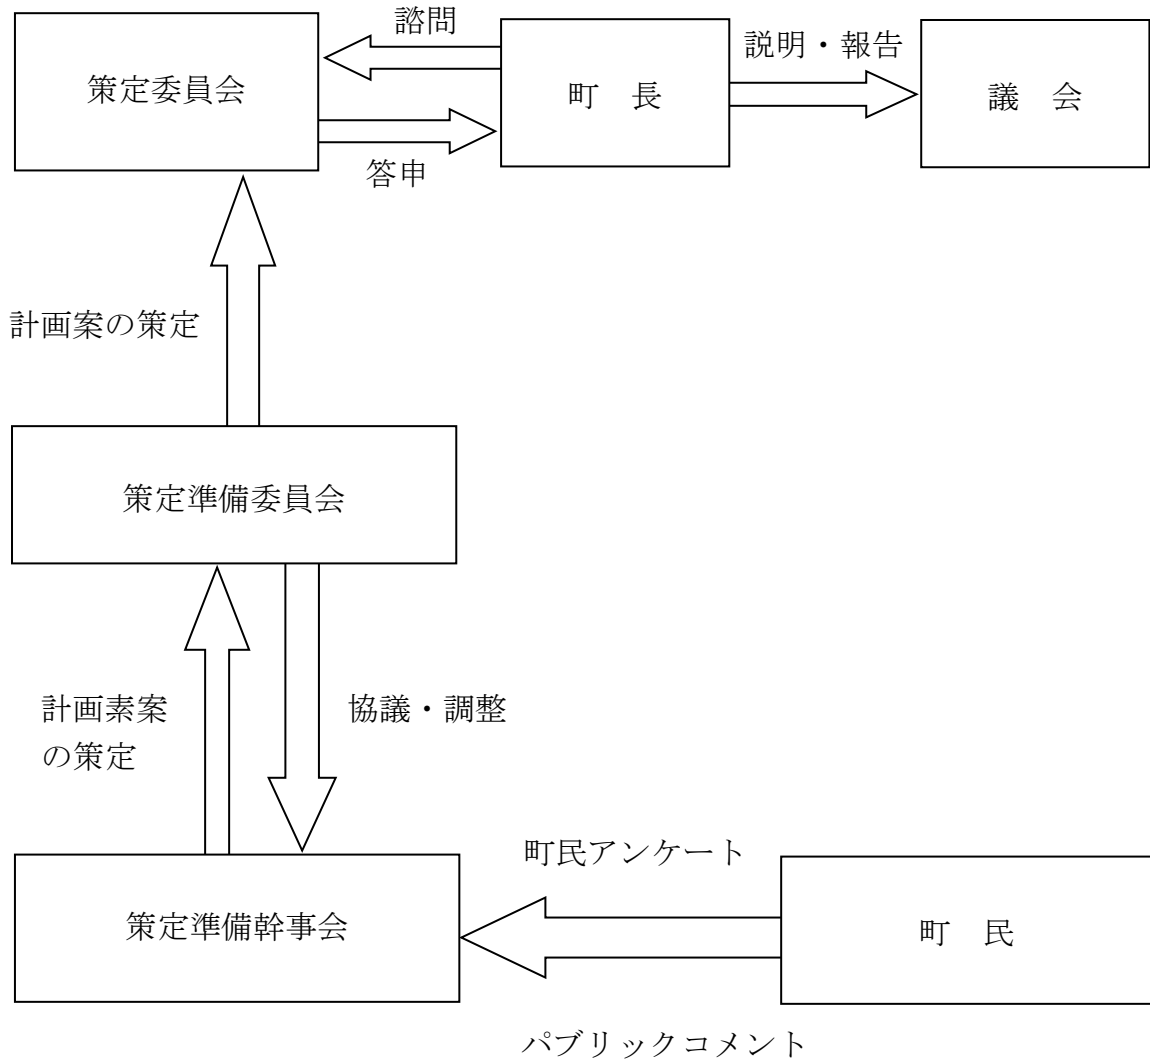 諮問
説明・報告
策定委員会
町　長
議　会
答申
計画案の策定
策定準備委員会
計画素案
の策定
協議・調整
町民アンケート
策定準備幹事会
町　民
パブリックコメント